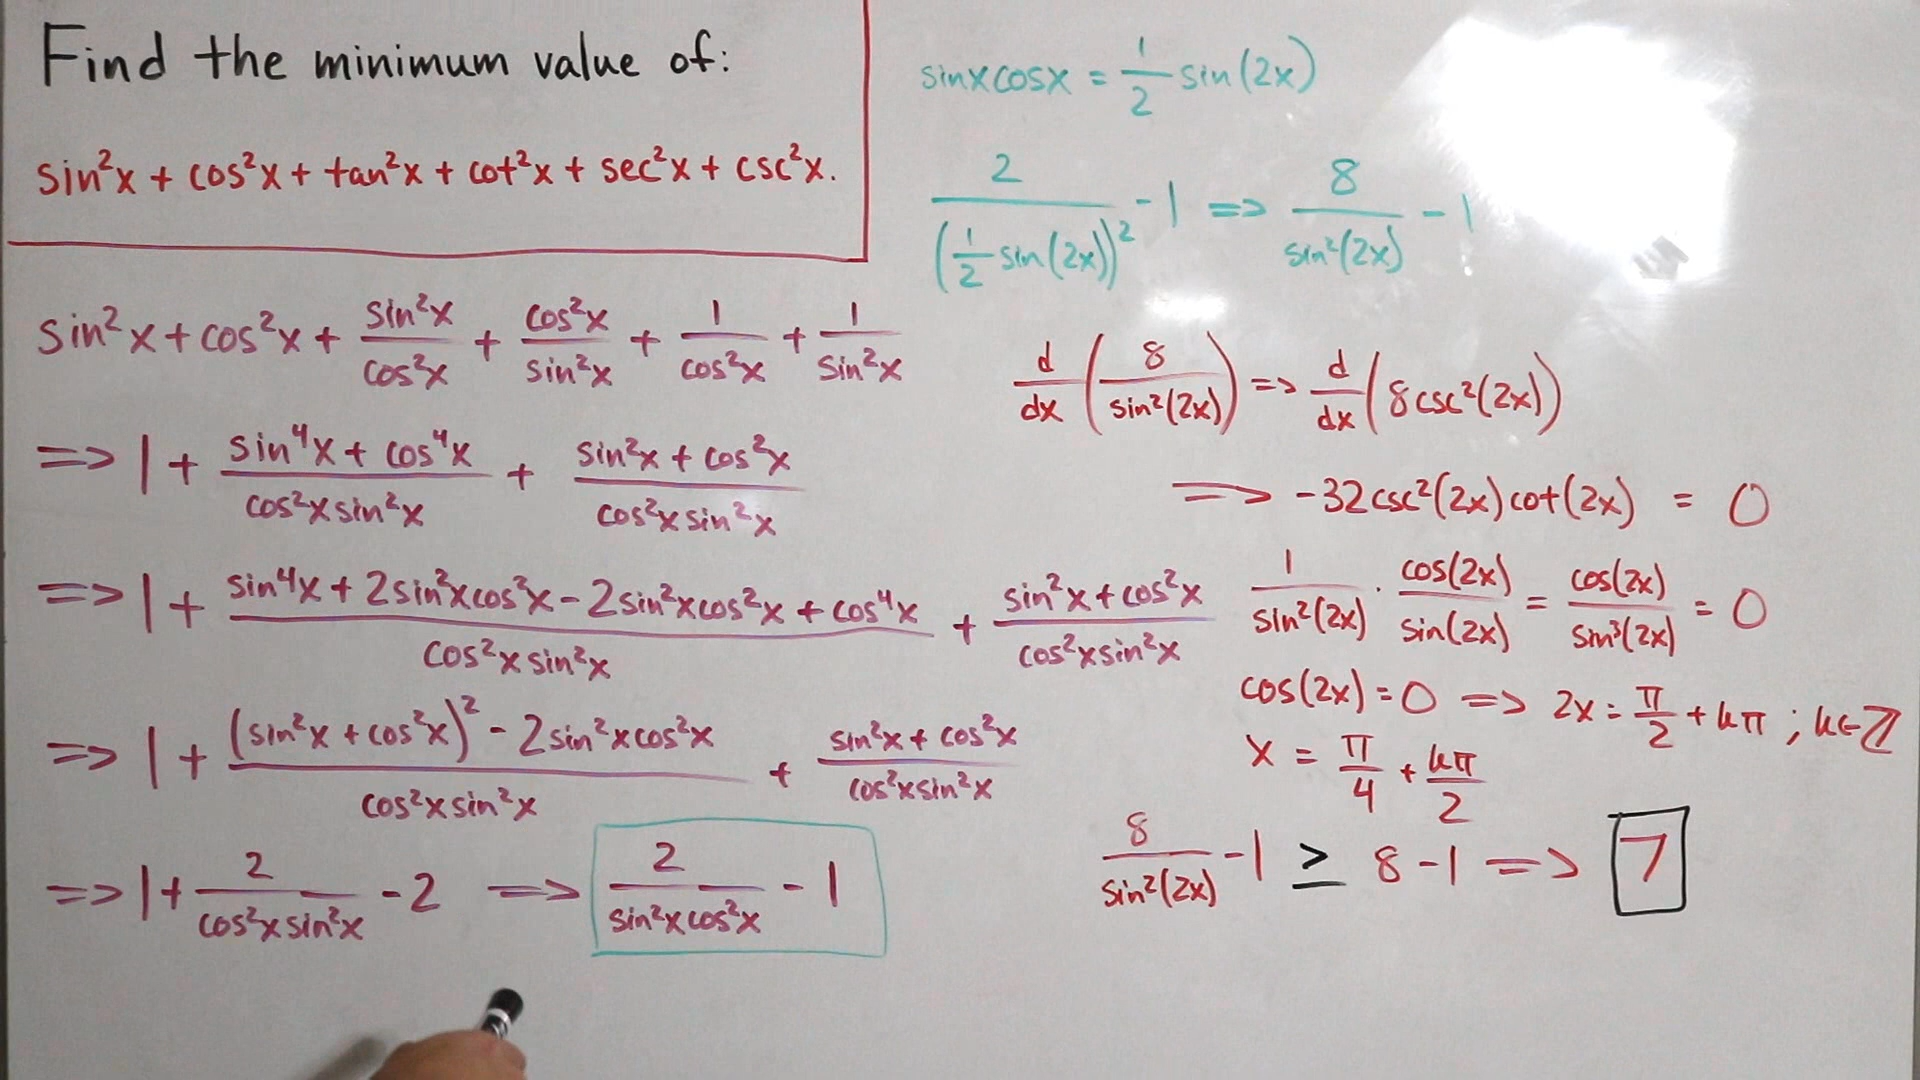 Find the minimum value of:
sin²x + cos²x + tan²x + cot²x + sec²x + csc²x.
sin²x + cos²x + sin²x/cos²x + cos²x/sin²x + 1/cos²x + 1/sin²x
=> 1 + (sin⁴x + cos⁴x)/(cos²x sin²x) + (sin²x + cos²x)/(cos²x sin²x)
=> 1 + (sin⁴x + 2sin²xcos²x - 2sin²xcos²x + cos⁴x)/(cos²x sin²x) + (sin²x + cos²x)/(cos²x sin²x)
=> 1 + ((sin²x + cos²x)² - 2sin²xcos²x)/(cos²x sin²x) + (sin²x + cos²x)/(cos²x sin²x)
=> 1 + 2/(cos²x sin²x) - 2 => 2/(sin²x cos²x) - 1
sinxcosx = 1/2 sin(2x)
2/(1/2 sin(2x))² - 1 => 8/sin²(2x) - 1
d/dx (8/sin²(2x)) => d/dx (8csc²(2x))
=> -32csc²(2x)cot(2x) = 0
1/sin²(2x) · cos(2x)/sin(2x) = cos(2x)/sin³(2x) = 0
cos(2x) = 0 => 2x = π/2 + kπ ; k∈ℤ
x = π/4 + kπ/2
8/sin²(2x) - 1 ≥ 8 - 1 => 7